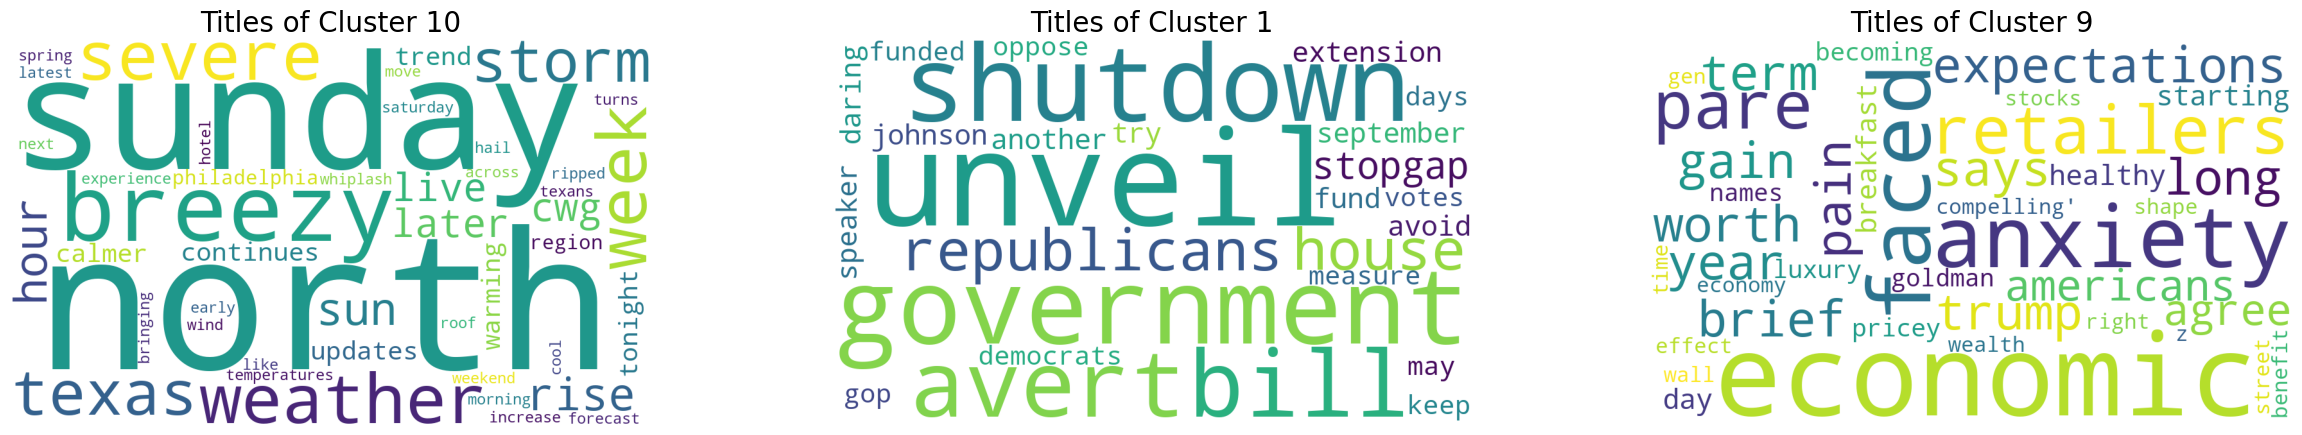 Titles of Cluster 10
spring
severe
trend
storm
latest
move
sunday
saturday
turns
week
next
hotel
hail
experience
philadelphia
whiplash
across
ripped
breezy
live
texans
hour
later
cwg
calmer
continues
region
north
warming
tonight
bringing
early
wind
sun
roof
updates
like
cool
temperatures
weekend
texas
weather
morning
rise
increase
forecast
Titles of Cluster 1
funded
oppose
extension
daring
shutdown
days
johnson
another
try
september
unveil
stopgap
speaker
fund
votes
avoid
republicans
house
measure
government
democrats
avert
bill
may
gop
keep
Titles of Cluster 9
becoming
gen
term
expectations
pare
stocks
starting
breakfast
faced
retailers
gain
pain
says
healthy
long
names
compelling'
shape
worth
anxiety
time
year
luxury
economy
goldman
americans
brief
pricey
trump
right
agree
effect
wealth
z
wall
economic
street
benefit
day